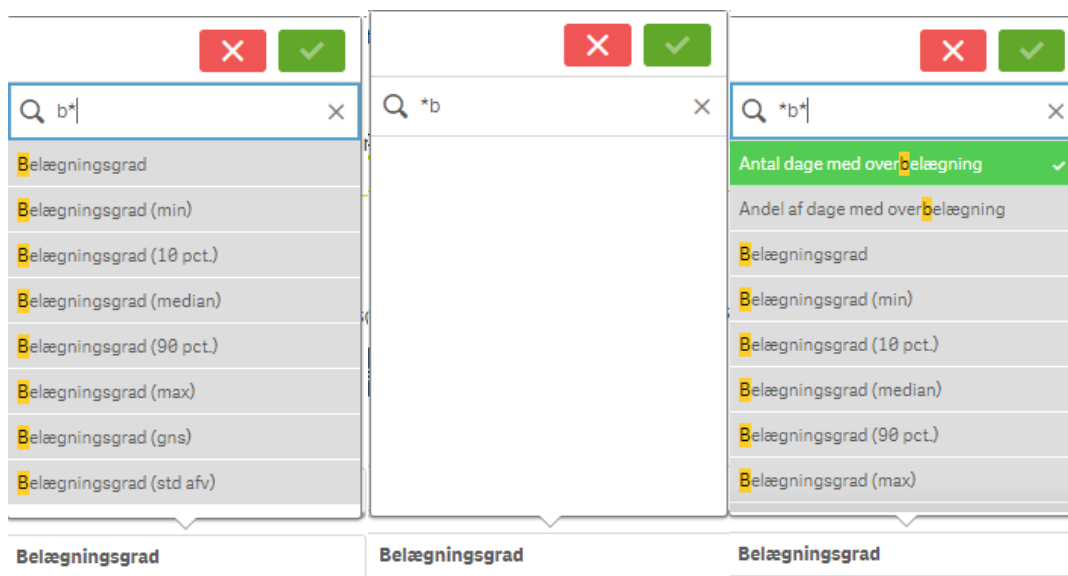 b*
Belægningsgrad
Belægningsgrad (min)
Belægningsgrad (10 pct.)
Belægningsgrad (median)
Belægningsgrad (90 pct.)
Belægningsgrad (max)
Belægningsgrad (gns)
Belægningsgrad (std afv)
Belægningsgrad
*b
Belægningsgrad
*b*
Antal dage med overbelægning
Andel af dage med overbelægning
Belægningsgrad
Belægningsgrad (min)
Belægningsgrad (10 pct.)
Belægningsgrad (median)
Belægningsgrad (90 pct.)
Belægningsgrad (max)
Belægningsgrad